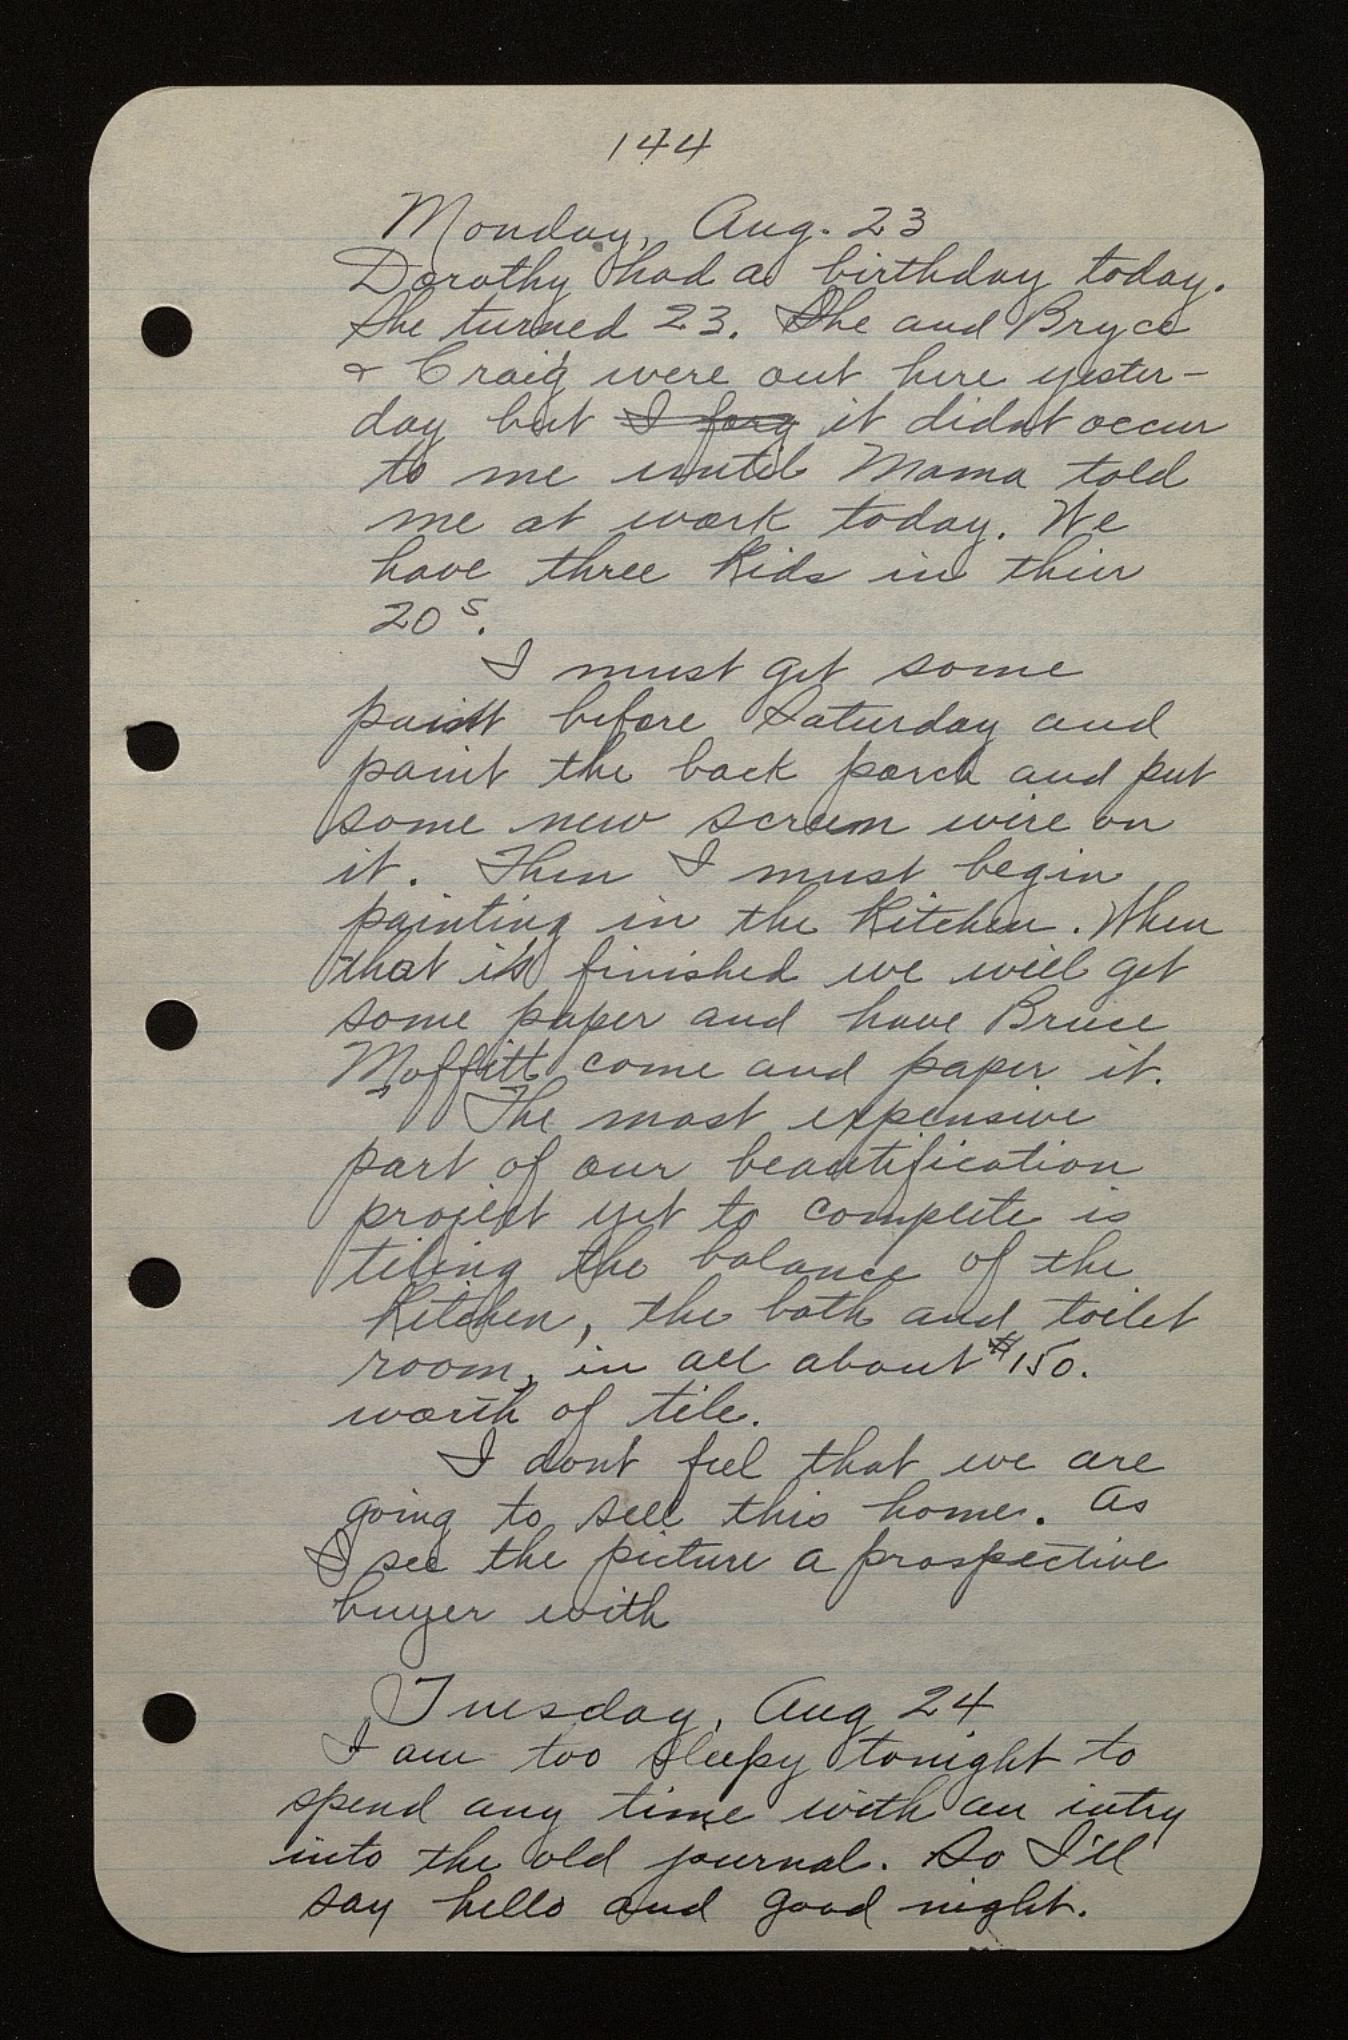 144
Monday, Aug. 23
Dorothy had a birthday today.
She turned 23. She and Bryce
& Craig were out here yester-
day but I forg it didnt occur
to me until Mama told
me at work today. We
have three kids in their
20s.
I must get some
paint before Saturday and
paint the back porch and put
some new screen wire on
it. Then I must begin
painting in the kitchen. When
that is finished we will get
some paper and have Bruce
Moffitt come and paper it.
The most expensive
part of our beautification
project yet to complete is
tiling the balance of the
kitchen, the bath and toilet
room, in all about $150.
worth of tile.
I dont feel that we are
going to sell this home. As
I see the picture a prospective
buyer with
Tuesday, Aug 24
I am too sleepy tonight to
spend any time with an intry
into the old journal. So I'll
say hello and good night.